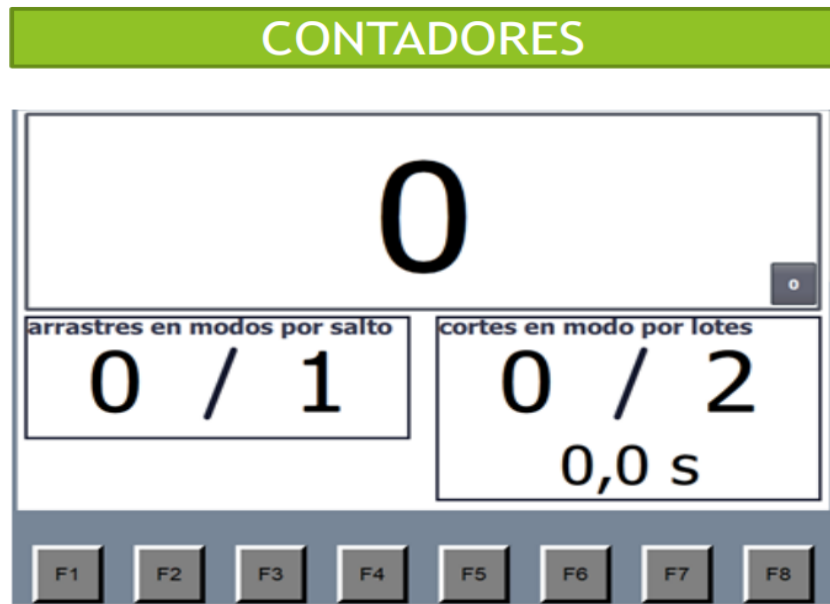 CONTADORES
0
0
arrastres en modos por salto
0 / 1
cortes en modo por lotes
0 / 2
0,0 s
F1 F2 F3 F4 F5 F6 F7 F8